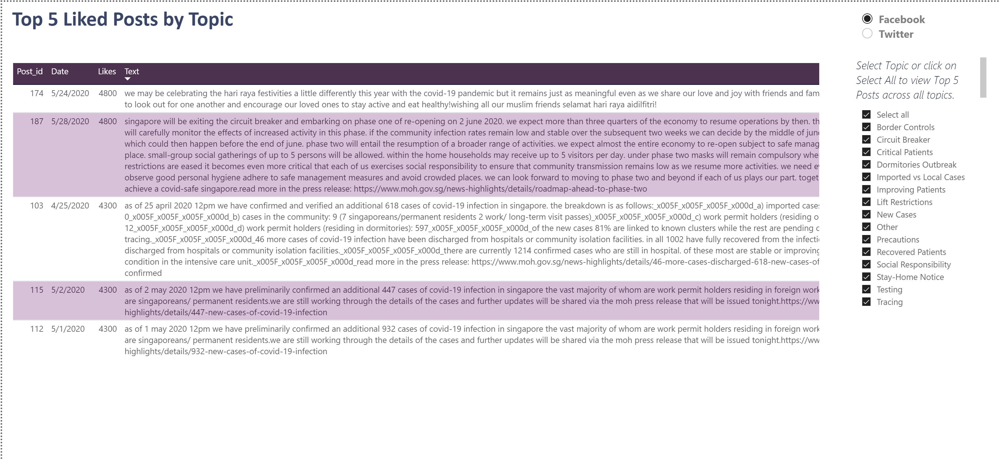 Top 5 Liked Posts by Topic
Facebook
Twitter
Post_id Date Likes Text
174 5/24/2020 4800 we may be celebrating the hari raya festivities a little differently this year with the covid-19 pandemic but it remains just as meaningful even as we share our love and joy with friends and fam
to look out for one another and encourage our loved ones to stay active and eat healthy!wishing all our muslim friends selamat hari raya aidilfitri!
187 5/28/2020 4800 singapore will be exiting the circuit breaker and embarking on phase one of re-opening on 2 june 2020. we expect more than three quarters of the economy to resume operations by then. th
will carefully monitor the effects of increased activity in this phase. if the community infection rates remain low and stable over the subsequent two weeks we can decide by the middle of june
which could then happen before the end of june. phase two will entail the resumption of a broader range of activities. we expect almost the entire economy to re-open subject to safe manag
place. small-group social gatherings of up to 5 persons will be allowed. within the home households may receive up to 5 visitors per day. under phase two masks will remain compulsory whe
restrictions are eased it becomes even more critical that each of us exercises social responsibility to ensure that community transmission remains low as we resume more activities. we need ev
observe good personal hygiene adhere to safe management measures and avoid crowded places. we can look forward to moving to phase two and beyond if each of us plays our part. toget
achieve a covid-safe singapore.read more in the press release: https://www.moh.gov.sg/news-highlights/details/roadmap-ahead-to-phase-two
103 4/25/2020 4300 as of 25 april 2020 12pm we have confirmed and verified an additional 618 cases of covid-19 infection in singapore. the breakdown is as follows:_x005F_x005F_x005F_x000d_a) imported cases
0_x005F_x005F_x005F_x000d_b) cases in the community: 9 (7 singaporeans/permanent residents 2 work/ long-term visit passes)_x005F_x005F_x005F_x000d_c) work permit holders (residing o
12_x005F_x005F_x005F_x000d_d) work permit holders (residing in dormitories): 597_x005F_x005F_x005F_x000d_of the new cases 81% are linked to known clusters while the rest are pending c
tracing._x005F_x005F_x005F_x000d_46 more cases of covid-19 infection have been discharged from hospitals or community isolation facilities. in all 1002 have fully recovered from the infecti
discharged from hospitals or community isolation facilities._x005F_x005F_x005F_x000d_there are currently 1214 confirmed cases who are still in hospital. of these most are stable or improving
condition in the intensive care unit._x005F_x005F_x005F_x000d_read more in the press release: https://www.moh.gov.sg/news-highlights/details/46-more-cases-discharged-618-new-cases-of
confirmed
115 5/2/2020 4300 as of 2 may 2020 12pm we have preliminarily confirmed an additional 447 cases of covid-19 infection in singapore the vast majority of whom are work permit holders residing in foreign work
are singaporeans/ permanent residents.we are still working through the details of the cases and further updates will be shared via the moh press release that will be issued tonight.https://ww
highlights/details/447-new-cases-of-covid-19-infection
112 5/1/2020 4300 as of 1 may 2020 12pm we have preliminarily confirmed an additional 932 cases of covid-19 infection in singapore the vast majority of whom are work permit holders residing in foreign work
are singaporeans/ permanent residents.we are still working through the details of the cases and further updates will be shared via the moh press release that will be issued tonight.https://ww
highlights/details/932-new-cases-of-covid-19-infection
Select Topic or click on
Select All to view Top 5
Posts across all topics.
Select all
Border Controls
Circuit Breaker
Critical Patients
Dormitories Outbreak
Imported vs Local Cases
Improving Patients
Lift Restrictions
New Cases
Other
Precautions
Recovered Patients
Social Responsibility
Stay-Home Notice
Testing
Tracing